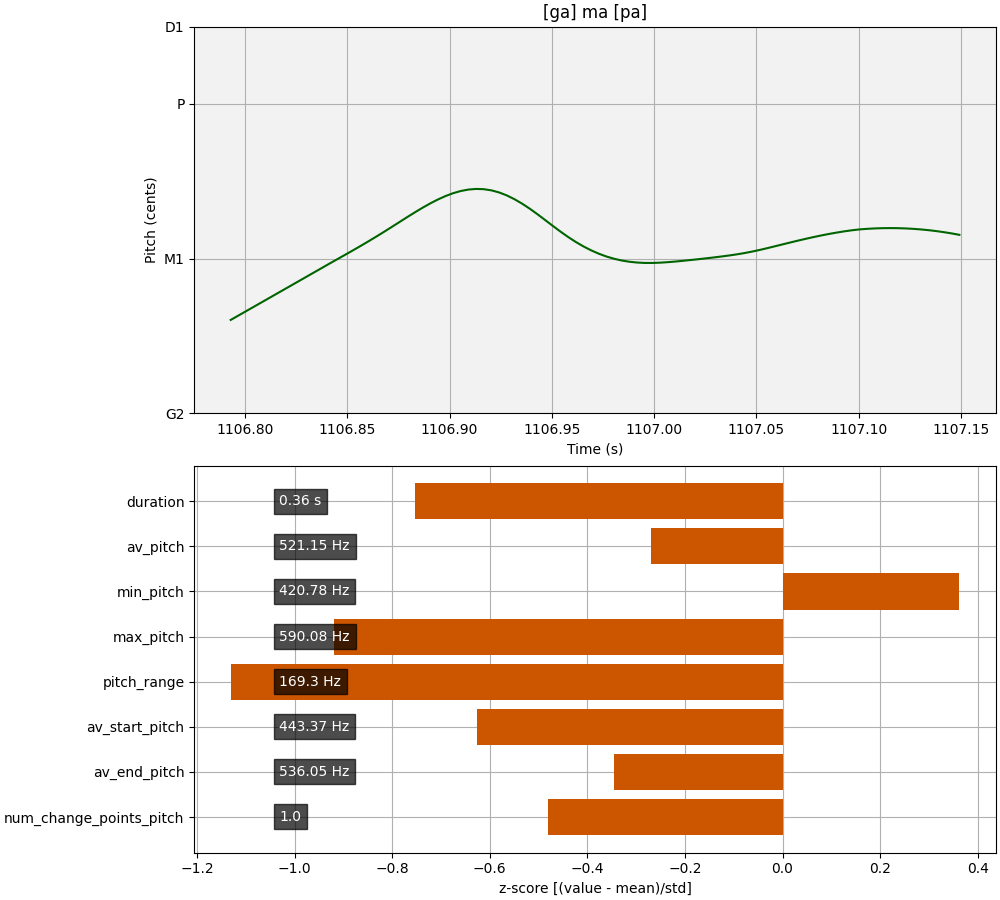 [ga] ma [pa]
D1
P
M1
G2
Pitch (cents)
1106.80 1106.85 1106.90 1106.95 1107.00 1107.05 1107.10 1107.15
Time (s)
duration 0.36 s
av_pitch 521.15 Hz
min_pitch 420.78 Hz
max_pitch 590.08 Hz
pitch_range 169.3 Hz
av_start_pitch 443.37 Hz
av_end_pitch 536.05 Hz
num_change_points_pitch 1.0
−1.2 −1.0 −0.8 −0.6 −0.4 −0.2 0.0 0.2 0.4
z-score [(value - mean)/std]